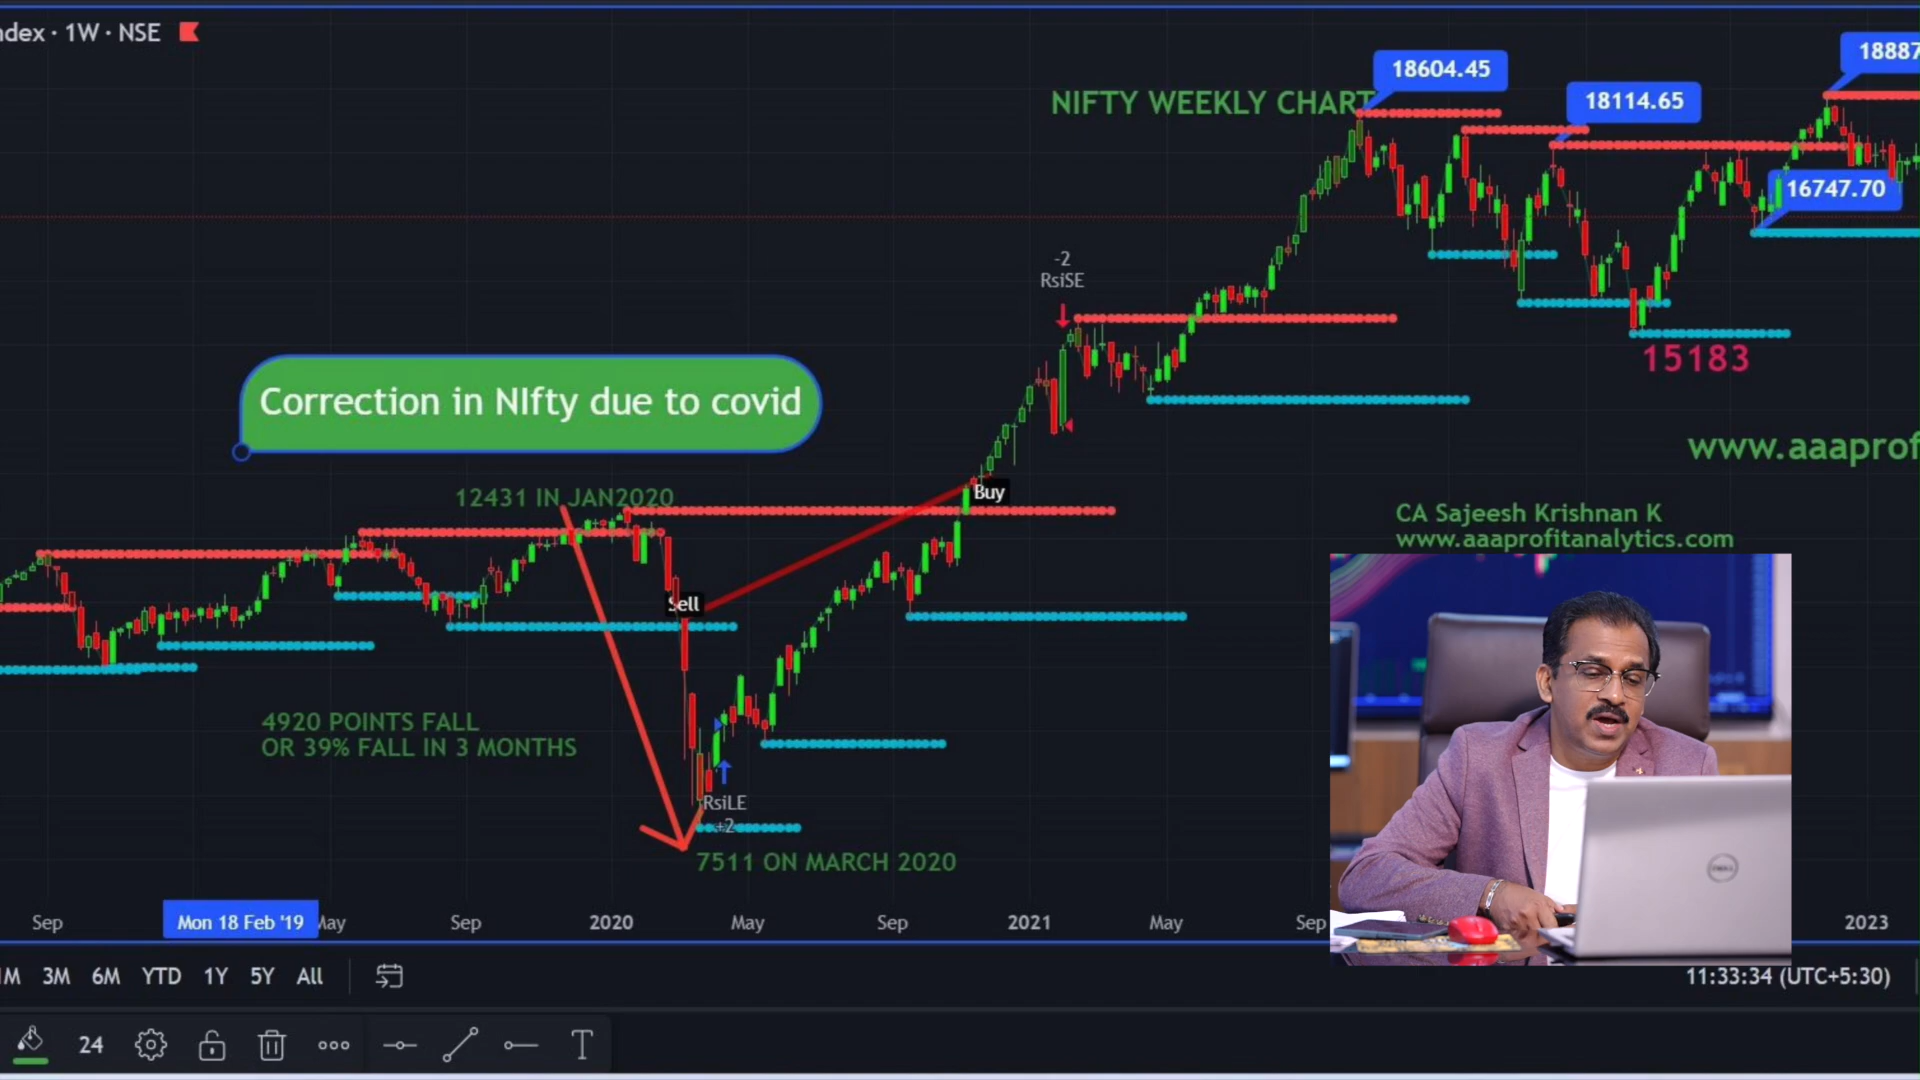 ndex · 1W · NSE
18887
18604.45
NIFTY WEEKLY CHART
18114.65
16747.70
-2
RsiSE
15183
Correction in NIfty due to covid
www.aaaprof
12431 IN JAN2020
Buy
CA Sajeesh Krishnan K
www.aaaprofitanalytics.com
Sell
4920 POINTS FALL
OR 39% FALL IN 3 MONTHS
RsiLE
+2
7511 ON MARCH 2020
DELL
Sep Mon 18 Feb '19 May Sep 2020 May Sep 2021 May Sep 2023
1M 3M 6M YTD 1Y 5Y All 11:33:34 (UTC+5:30)
24 T